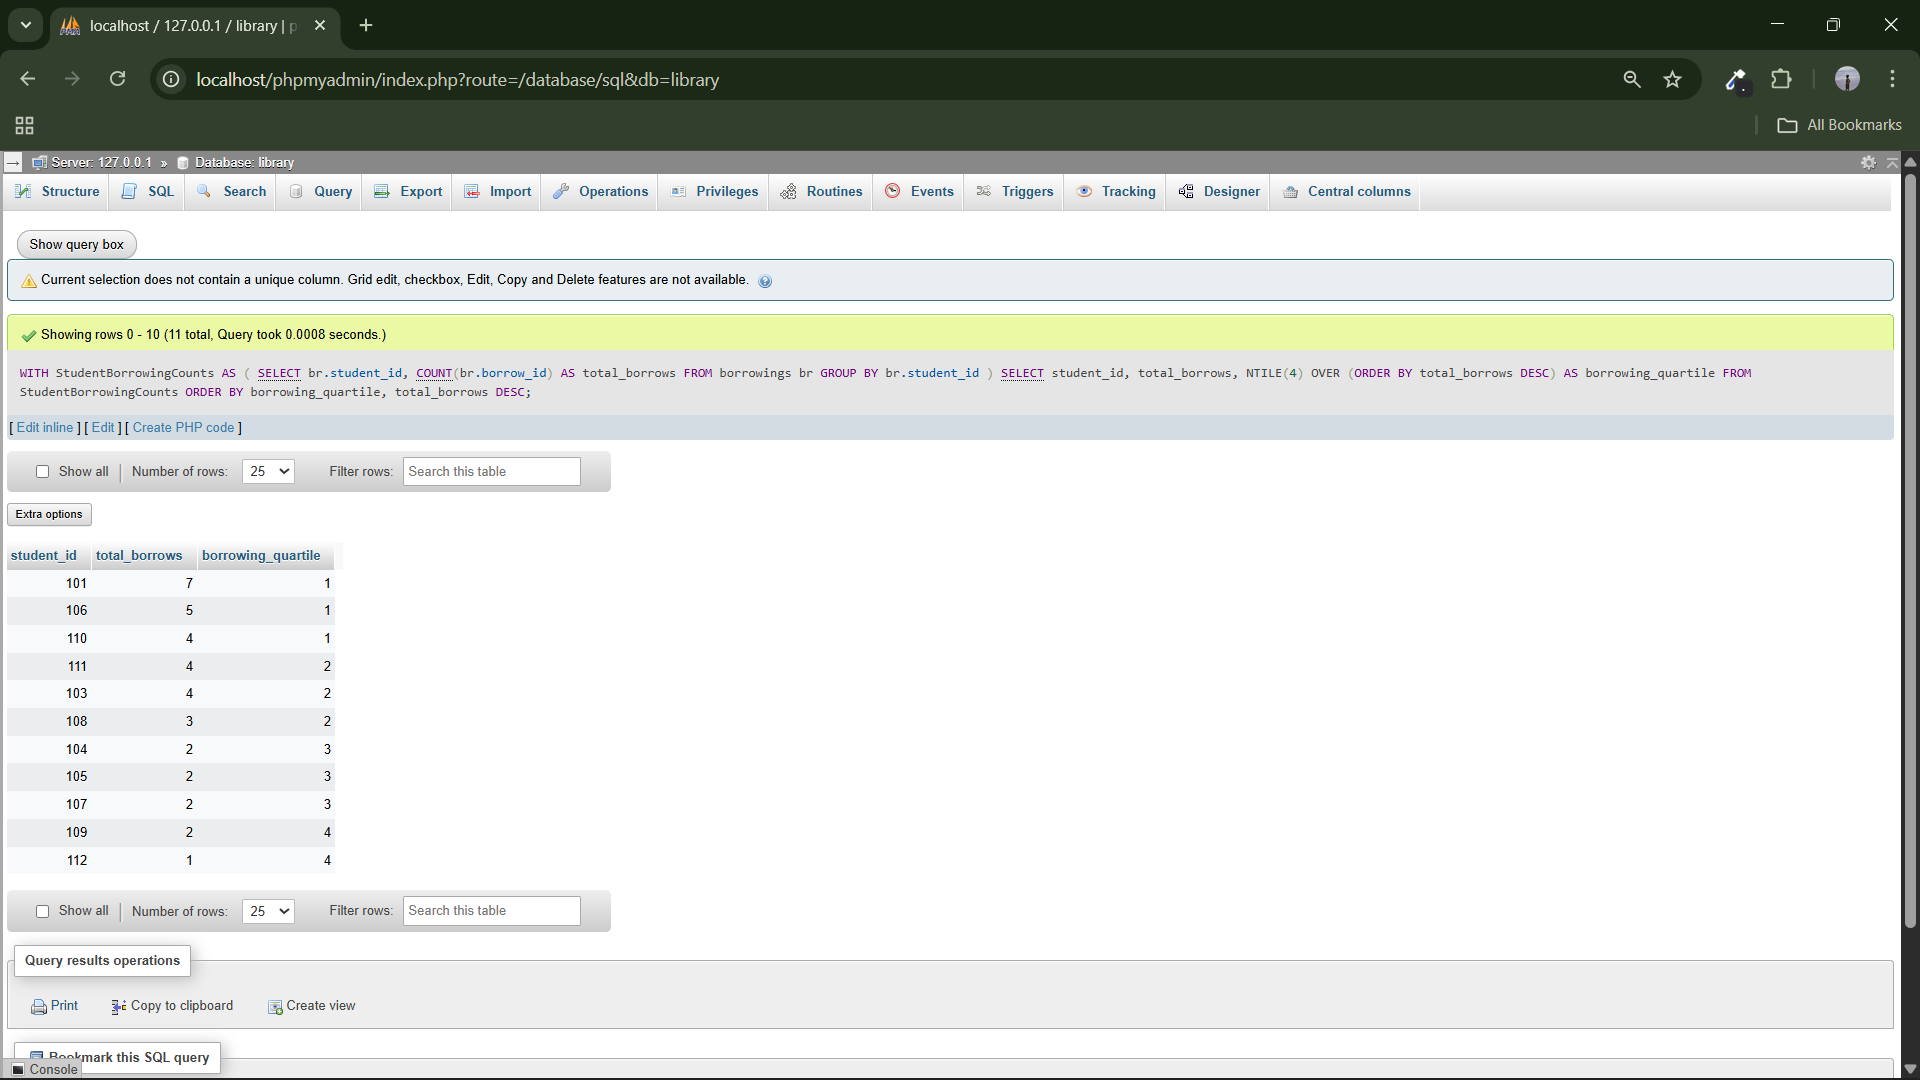 localhost / 127.0.0.1 / library | p
localhost/phpmyadmin/index.php?route=/database/sql&db=library
All Bookmarks
Server: 127.0.0.1 » Database: library
Structure SQL Search Query Export Import Operations Privileges Routines Events Triggers Tracking Designer Central columns
Show query box
Current selection does not contain a unique column. Grid edit, checkbox, Edit, Copy and Delete features are not available.
Showing rows 0 - 10 (11 total, Query took 0.0008 seconds.)
WITH StudentBorrowingCounts AS ( SELECT br.student_id, COUNT(br.borrow_id) AS total_borrows FROM borrowings br GROUP BY br.student_id ) SELECT student_id, total_borrows, NTILE(4) OVER (ORDER BY total_borrows DESC) AS borrowing_quartile FROM
StudentBorrowingCounts ORDER BY borrowing_quartile, total_borrows DESC;
[ Edit inline ] [ Edit ] [ Create PHP code ]
Show all | Number of rows: 25 Filter rows: Search this table
Extra options
student_id total_borrows borrowing_quartile
101 7 1
106 5 1
110 4 1
111 4 2
103 4 2
108 3 2
104 2 3
105 2 3
107 2 3
109 2 4
112 1 4
Show all | Number of rows: 25 Filter rows: Search this table
Query results operations
Print Copy to clipboard Create view
Bookmark this SQL query
Console